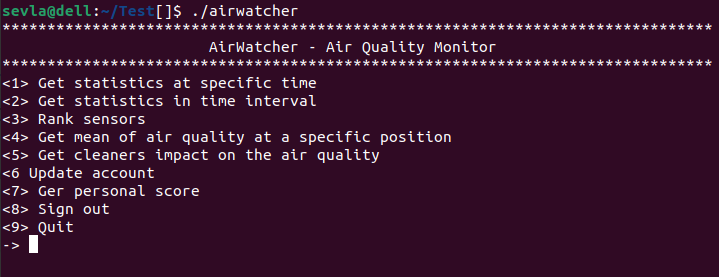 sevla@dell:~/Test[]$ ./airwatcher
*******************************************************************************
AirWatcher - Air Quality Monitor
*******************************************************************************
<1> Get statistics at specific time
<2> Get statistics in time interval
<3> Rank sensors
<4> Get mean of air quality at a specific position
<5> Get cleaners impact on the air quality
<6 Update account
<7> Ger personal score
<8> Sign out
<9> Quit
->